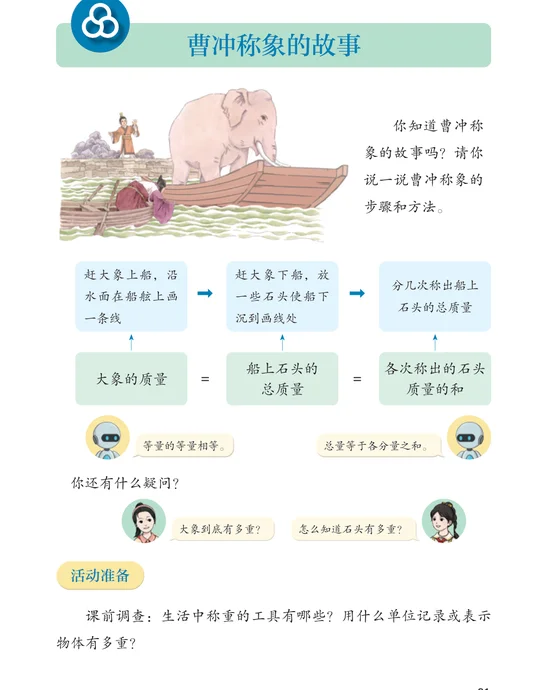 曹冲称象的故事
你知道曹冲称
象的故事吗？请你
说一说曹冲称象的
步骤和方法。
赶大象上船，沿
水面在船舷上画
一条线
赶大象下船，放
一些石头使船下
沉到画线处
分几次称出船上
石头的总质量
大象的质量
=
船上石头的
总质量
=
各次称出的石头
质量的和
等量的等量相等。
总量等于各分量之和。
你还有什么疑问？
大象到底有多重？
怎么知道石头有多重？
活动准备
课前调查：生活中称重的工具有哪些？用什么单位记录或表示
物体有多重？